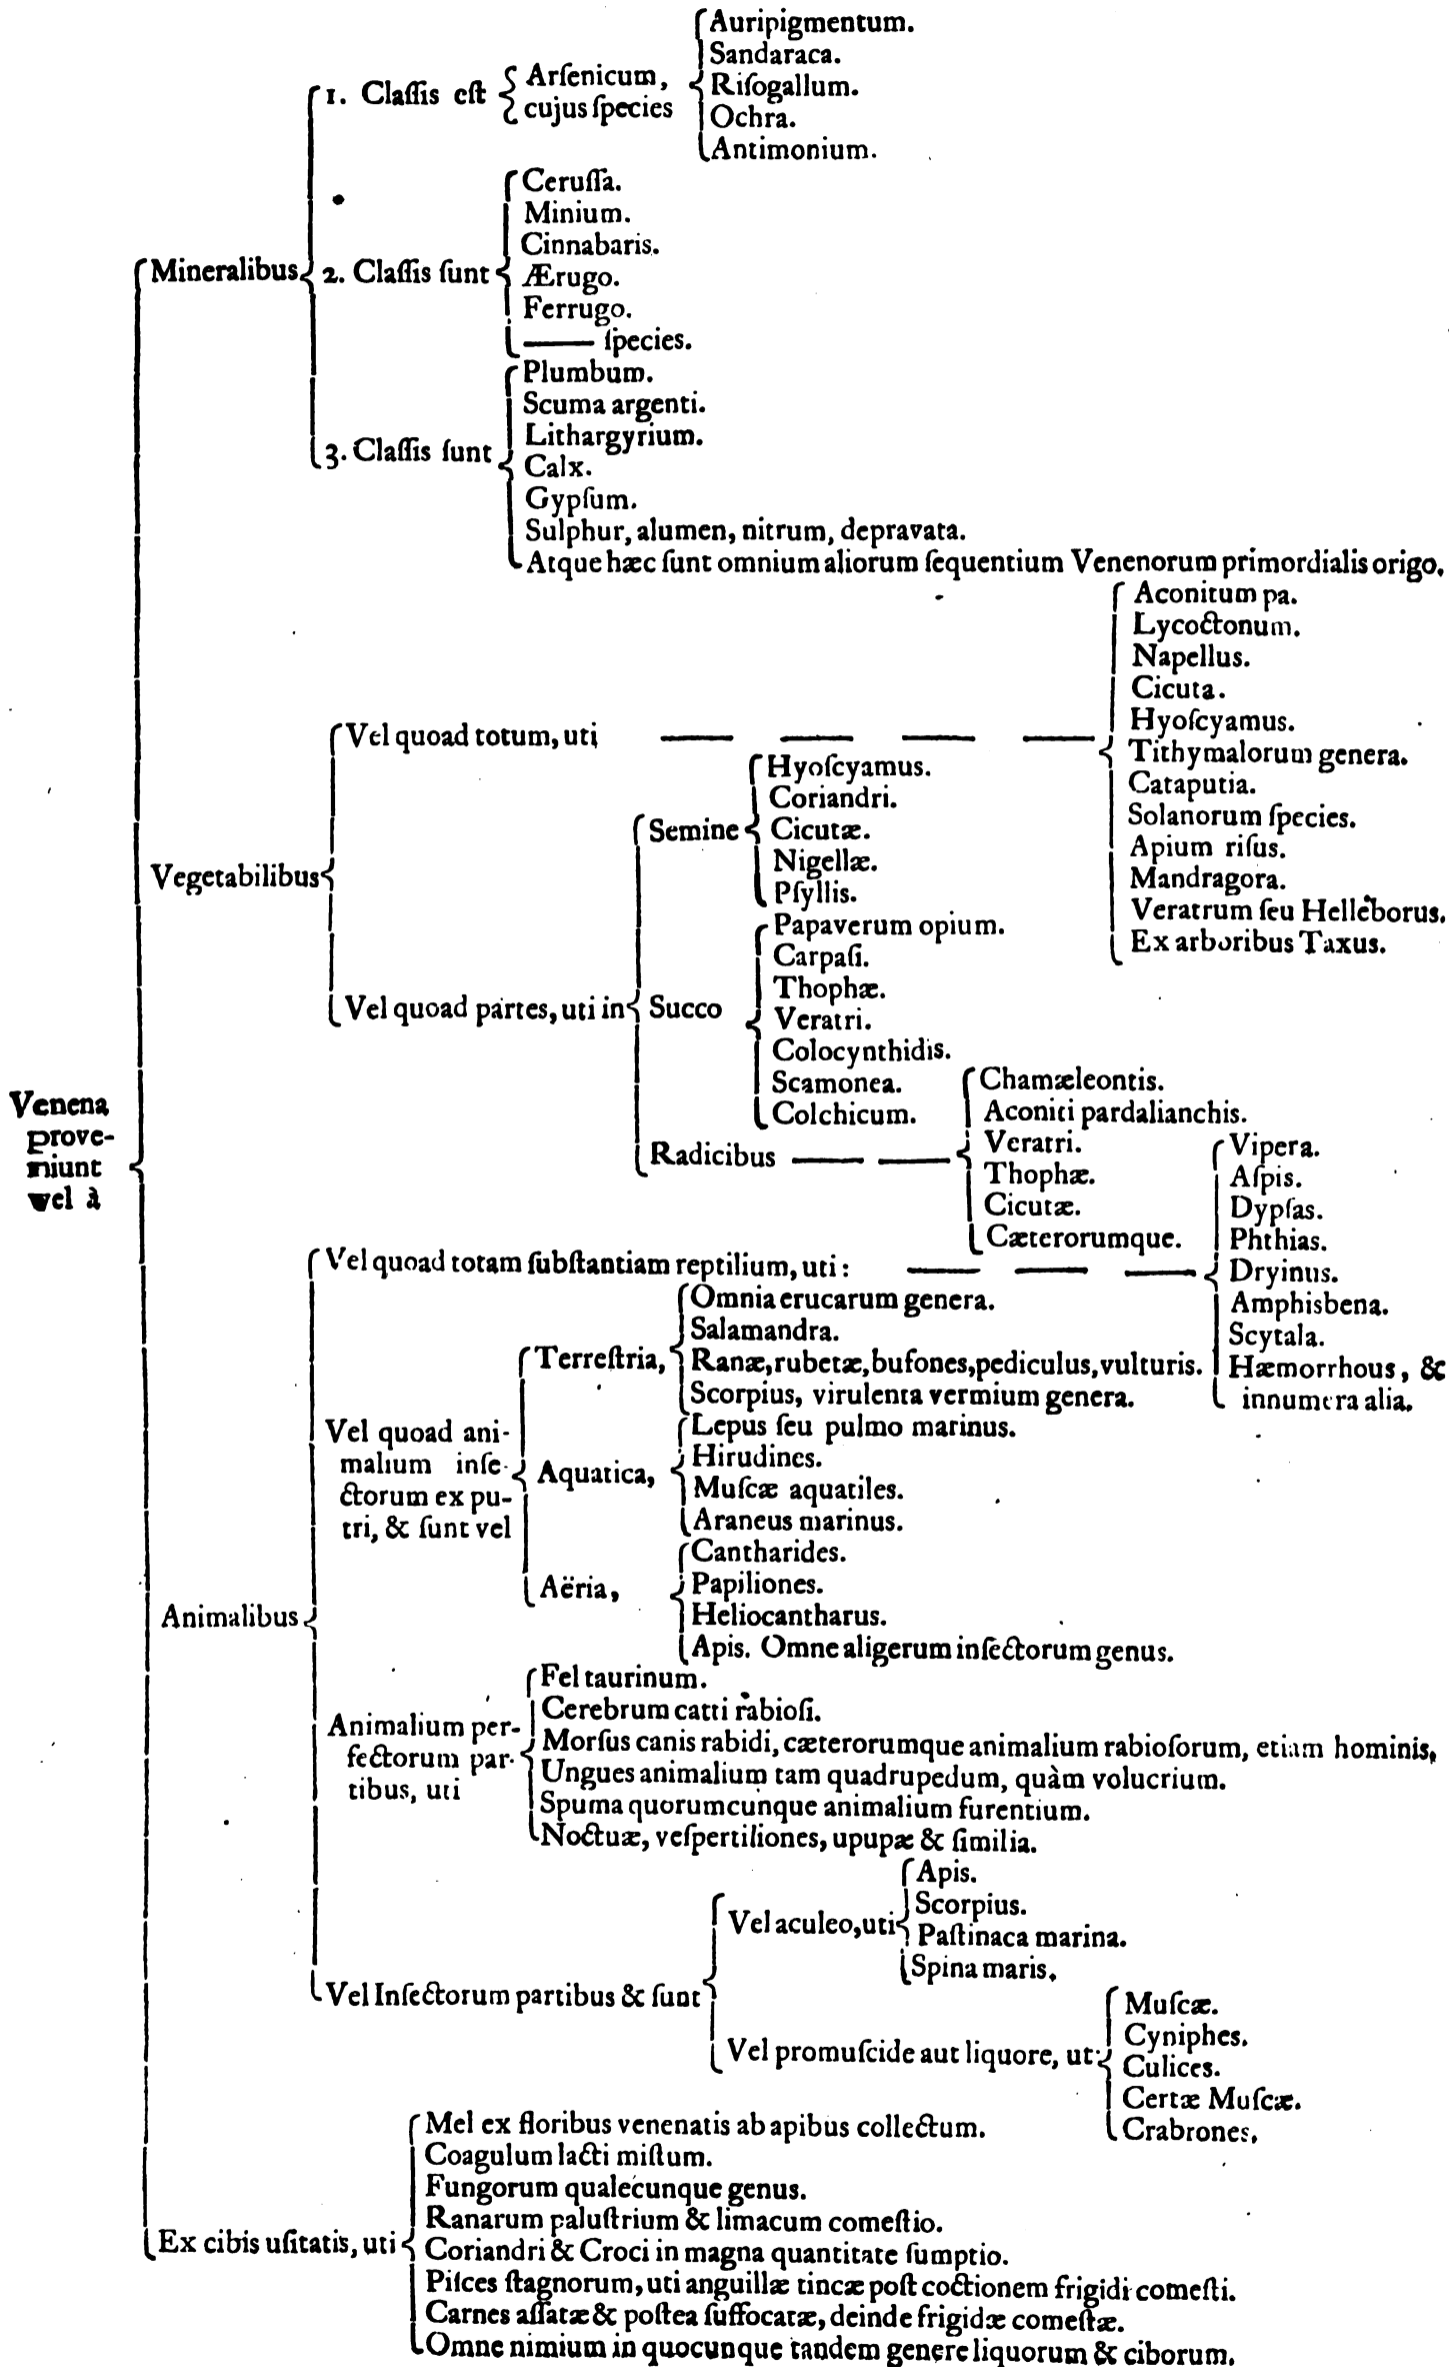 Venena
prove-
niunt
vel à
Mineralibus
1. Claſſis eſt
Arſenicum,
cujus ſpecies
Auripigmentum.
Sandaraca.
Riſogallum.
Ochra.
Antimonium.
2. Claſſis ſunt
Ceruſſa.
Minium.
Cinnabaris.
Ærugo.
Ferrugo.
—— ſpecies.
3. Claſſis ſunt
Plumbum.
Scuma argenti.
Lithargyrium.
Calx.
Gypſum.
Sulphur, alumen, nitrum, depravata.
Atque hæc ſunt omnium aliorum ſequentium Venenorum primordialis origo.
Vegetabilibus
Vel quoad totum, uti
Aconitum pa.
Lycoctonum.
Napellus.
Cicuta.
Hyoſcyamus.
Tithymalorum genera.
Cataputia.
Solanorum ſpecies.
Apium riſus.
Mandragora.
Veratrum ſeu Helleborus.
Ex arboribus Taxus.
Vel quoad partes, uti in
Semine
Hyoſcyamus.
Coriandri.
Cicutæ.
Nigellæ.
Pſyllis.
Succo
Papaverum opium.
Carpaſi.
Thophæ.
Veratri.
Colocynthidis.
Scamonea.
Colchicum.
Radicibus
Chamæleontis.
Aconiti pardalianchis.
Veratri.
Thophæ.
Cicutæ.
Cæterorumque.
Animalibus
Vel quoad totam ſubſtantiam reptilium, uti:
Vipera.
Aſpis.
Dypſas.
Phthias.
Dryinus.
Amphisbena.
Scytala.
Hæmorrhous, &
innumera alia.
Vel quoad ani-
malium inſe-
ctorum ex pu-
tri, & ſunt vel
Terreſtria,
Omnia erucarum genera.
Salamandra.
Ranæ, rubetæ, bufones, pediculus, vulturis.
Scorpius, virulenta vermium genera.
Aquatica,
Lepus ſeu pulmo marinus.
Hirudines.
Muſcæ aquatiles.
Araneus marinus.
Aëria,
Cantharides.
Papiliones.
Heliocantharus.
Apis. Omne aligerum inſectorum genus.
Animalium per-
fectorum par-
tibus, uti
Fel taurinum.
Cerebrum catti rabioſi.
Morſus canis rabidi, cæterorumque animalium rabioſorum, etiam hominis,
Ungues animalium tam quadrupedum, quàm volucrium.
Spuma quorumcunque animalium furentium.
Noctuæ, veſpertiliones, upupæ & ſimilia.
Vel Inſectorum partibus & ſunt
Vel aculeo, uti
Apis.
Scorpius.
Paſtinaca marina.
Spina maris.
Vel promuſcide aut liquore, ut
Muſcæ.
Cyniphes.
Culices.
Certæ Muſcæ.
Crabrones.
Ex cibis uſitatis, uti
Mel ex floribus venenatis ab apibus collectum.
Coagulum lacti miſtum.
Fungorum qualecunque genus.
Ranarum paluſtrium & limacum comeſtio.
Coriandri & Croci in magna quantitate ſumptio.
Piſces ſtagnorum, uti anguillæ tincæ poſt coctionem frigidi comeſti.
Carnes aſſatæ & poſtea ſuffocatæ, deinde frigidæ comeſtæ.
Omne nimium in quocunque tandem genere liquorum & ciborum.